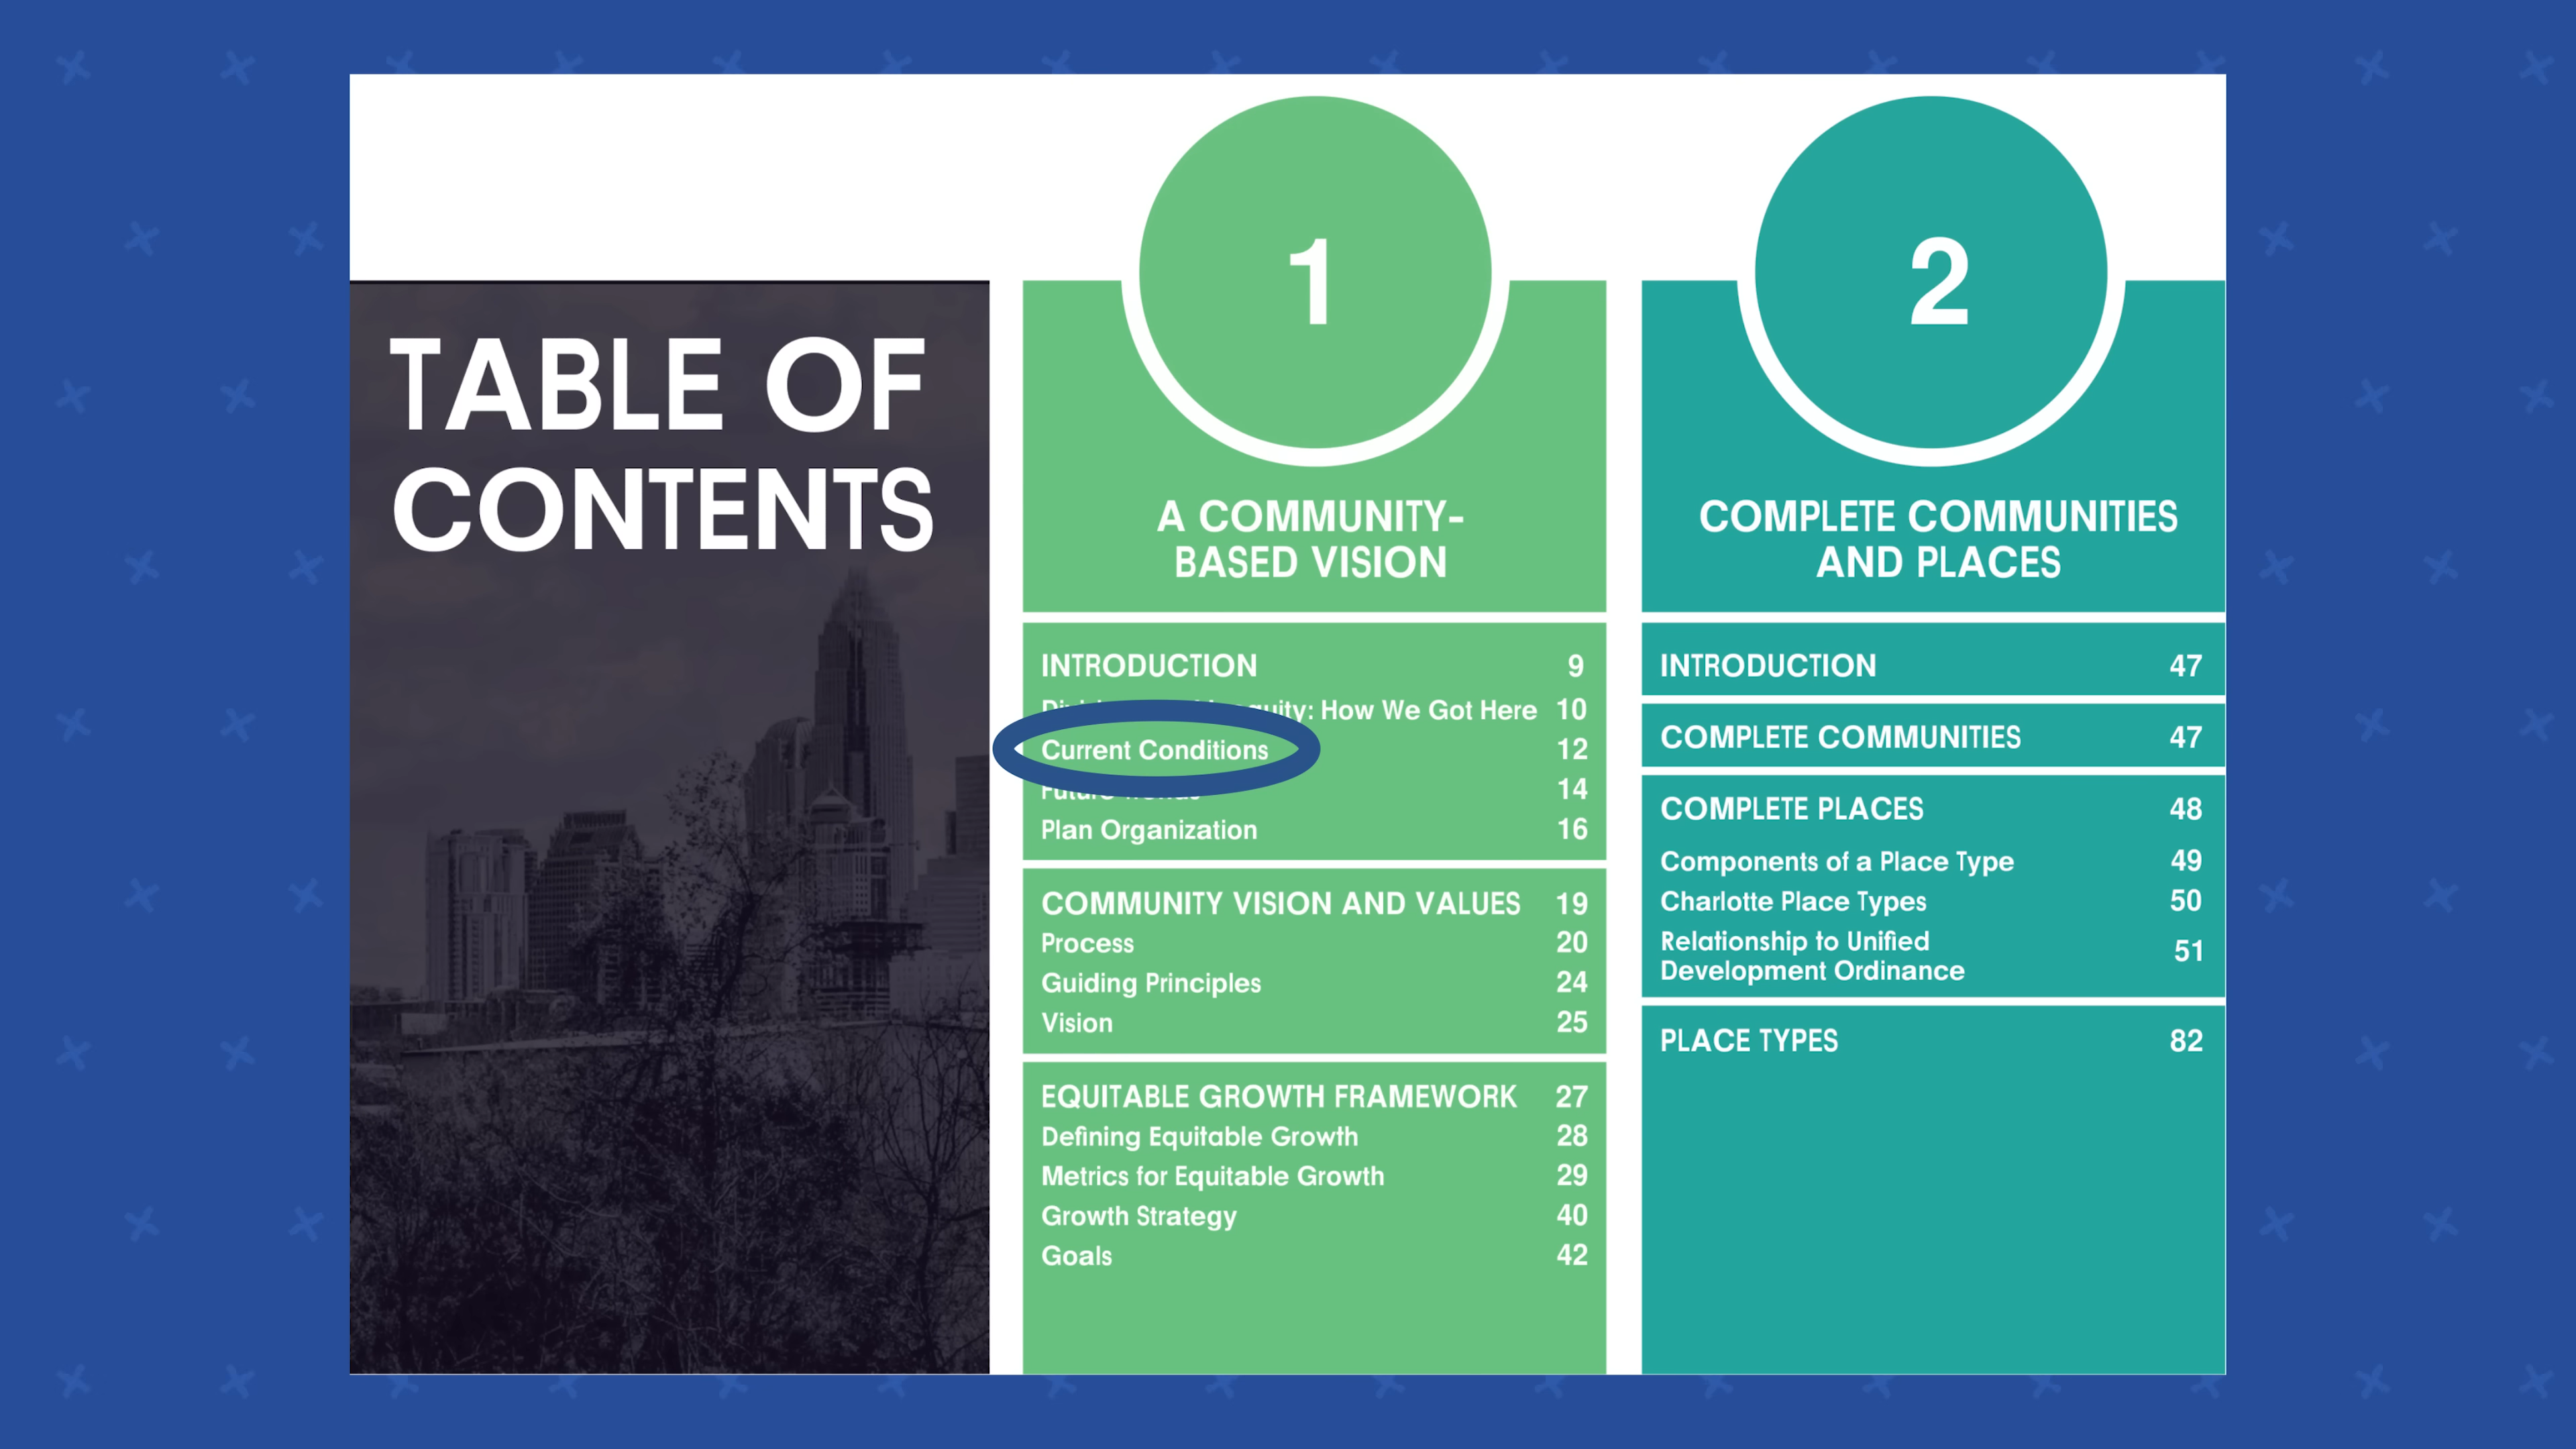 TABLE OF
CONTENTS
1
A COMMUNITY-
BASED VISION
INTRODUCTION 9
How We Got Here 10
Current Conditions 12
14
Plan Organization 16
COMMUNITY VISION AND VALUES 19
Process 20
Guiding Principles 24
Vision 25
EQUITABLE GROWTH FRAMEWORK 27
Defining Equitable Growth 28
Metrics for Equitable Growth 29
Growth Strategy 40
Goals 42
2
COMPLETE COMMUNITIES
AND PLACES
INTRODUCTION 47
COMPLETE COMMUNITIES 47
COMPLETE PLACES 48
Components of a Place Type 49
Charlotte Place Types 50
Relationship to Unified
Development Ordinance 51
PLACE TYPES 82